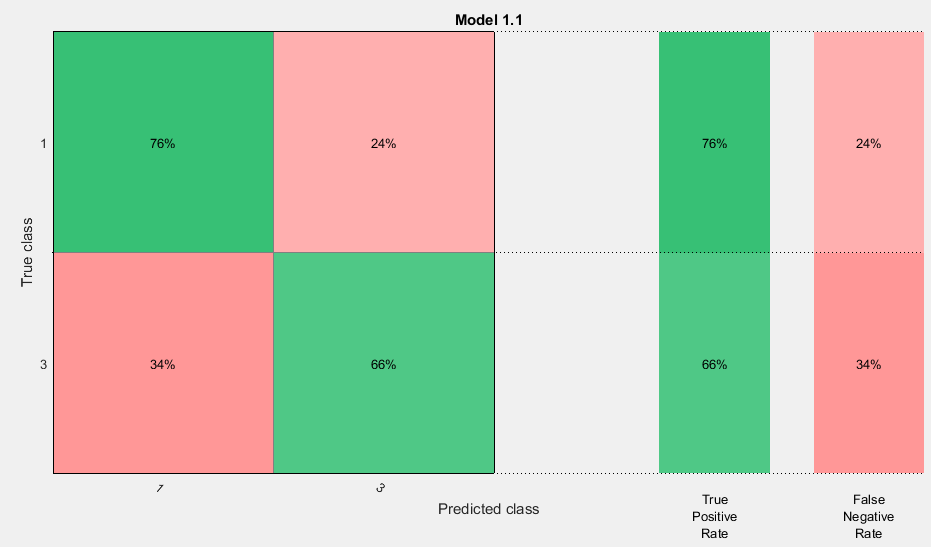 Model 1.1
True class
1
76%
24%
76%
24%
3
34%
66%
66%
34%
1
3
Predicted class
True
Positive
Rate
False
Negative
Rate